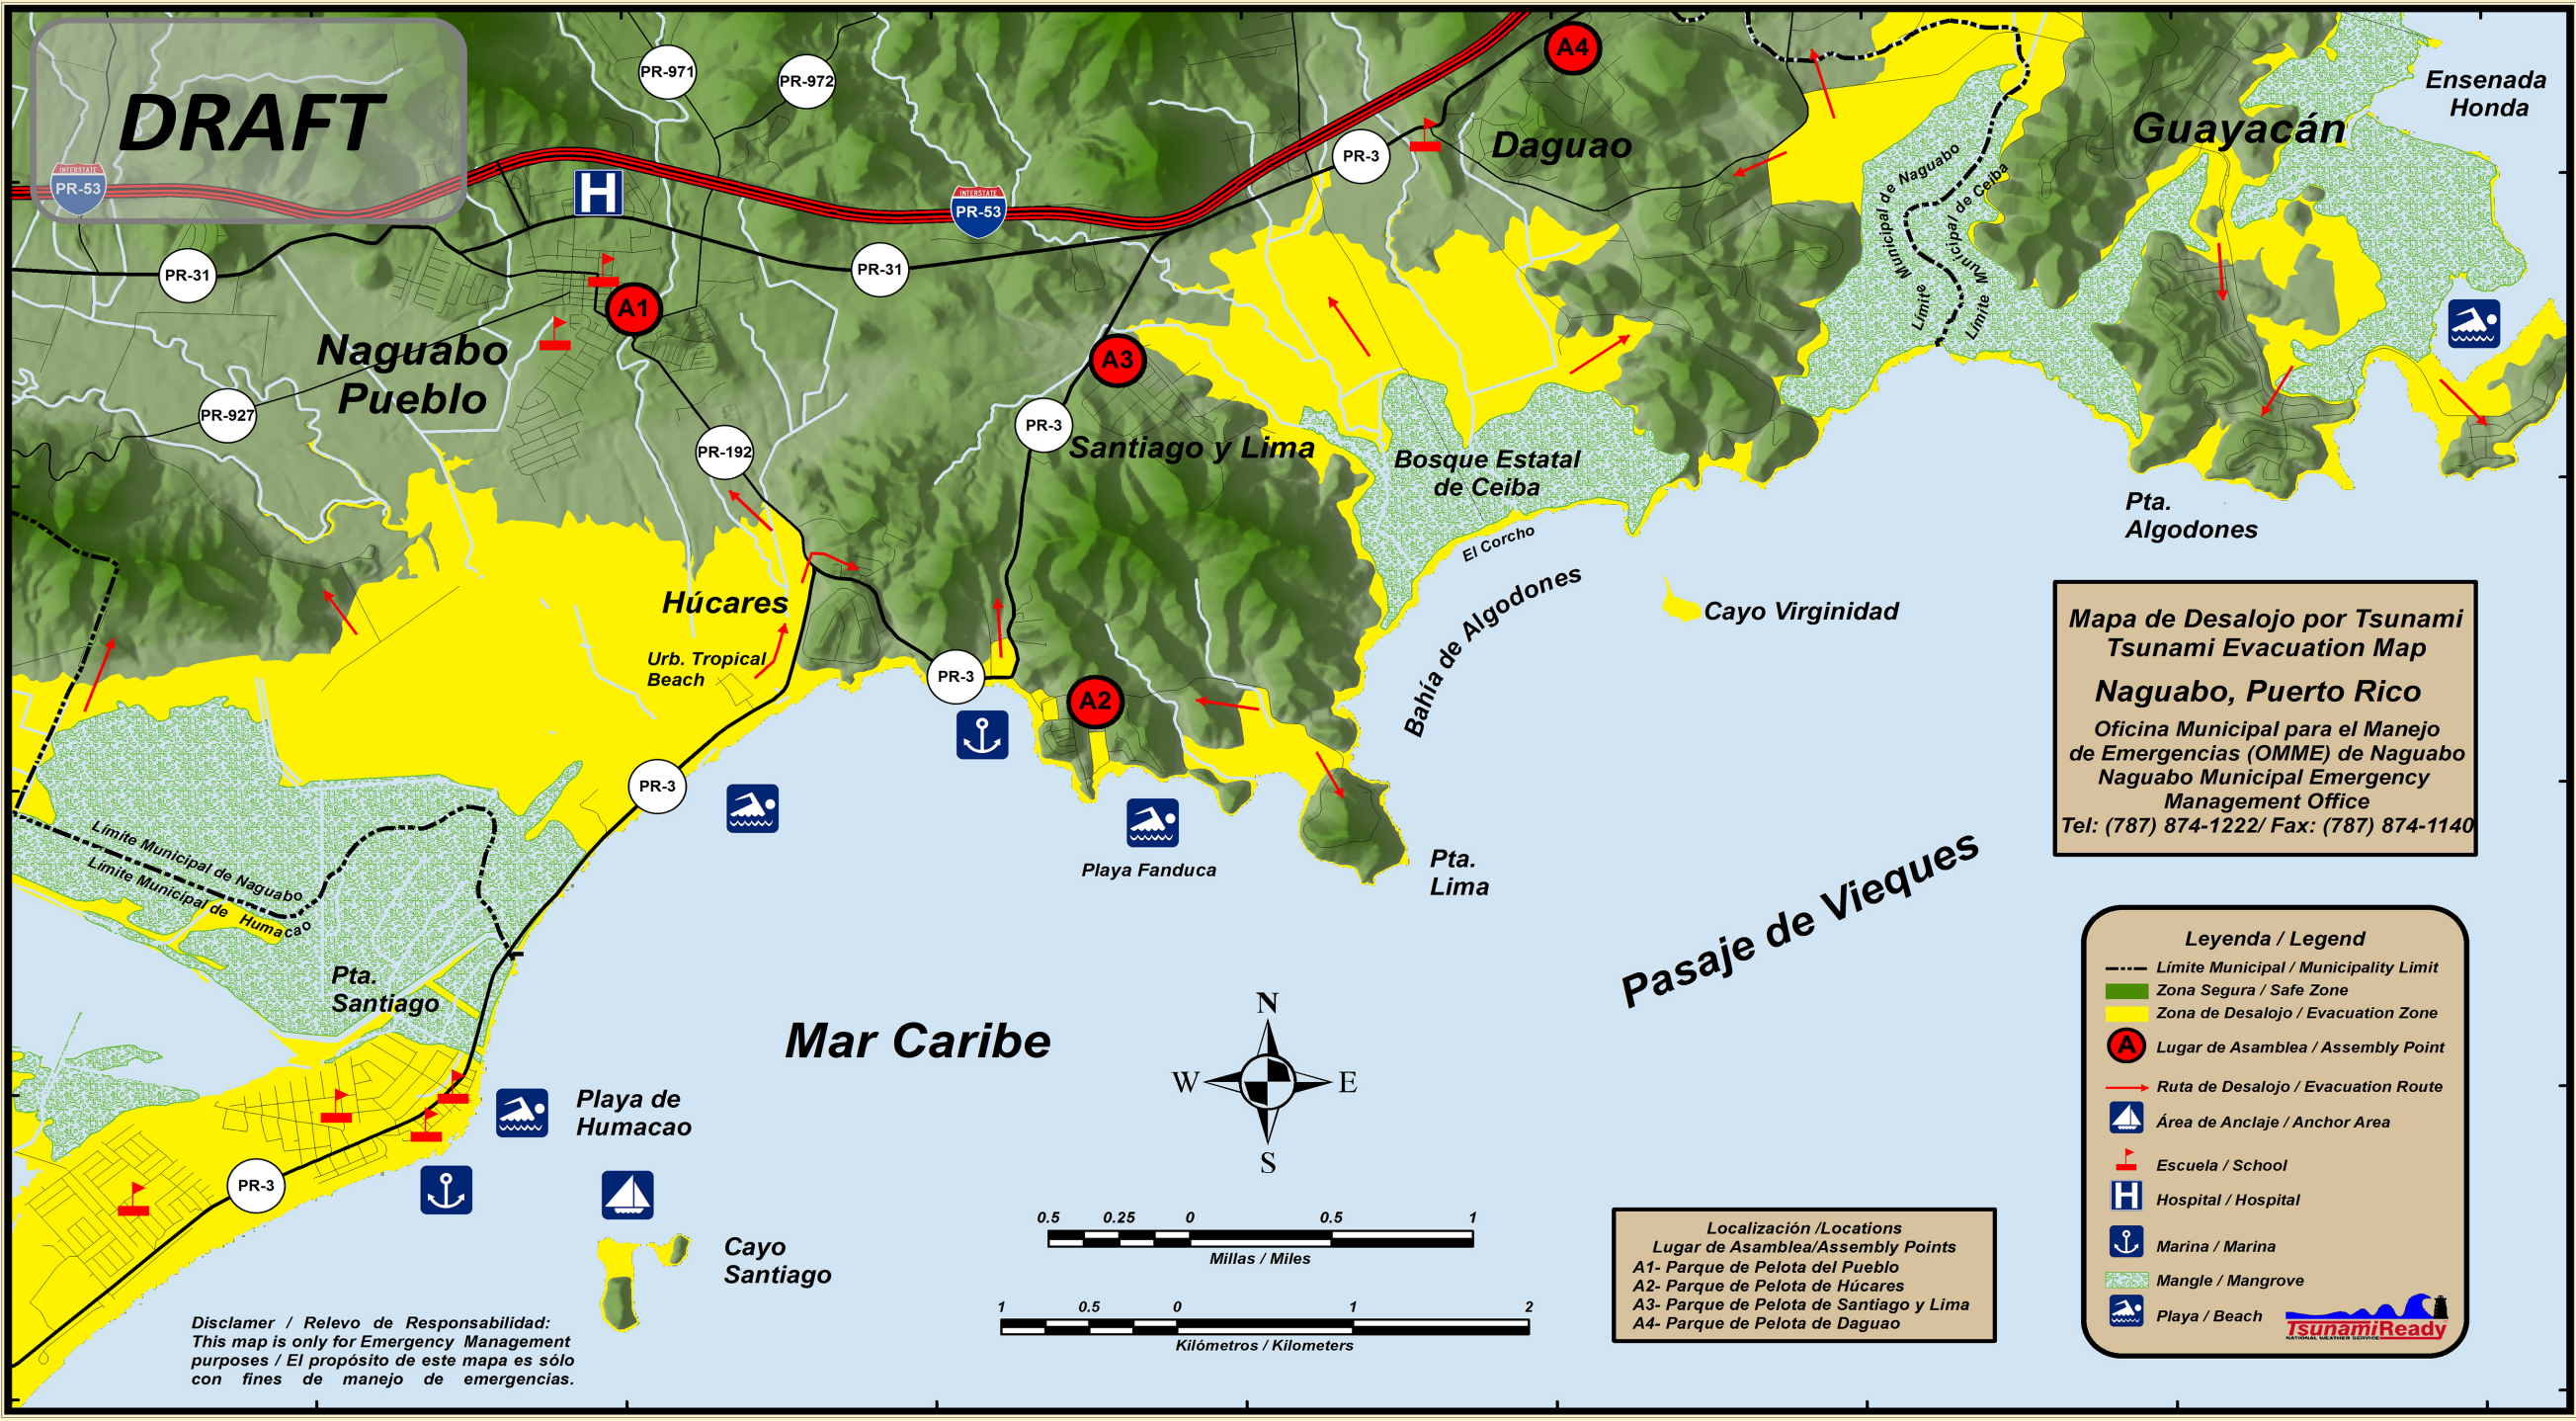 DRAFT
PR-53
PR-971
PR-972
A4
Ensenada
Honda
Guayacán
Daguao
PR-3
H
INTERSTATE
PR-53
PR-31
PR-31
A1
Naguabo
Pueblo
A3
PR-927
PR-192
PR-3
Santiago y Lima
Bosque Estatal
de Ceiba
Límite Municipal de Naguabo
Límite Municipal de Ceiba
Pta.
Algodones
El Corcho
Bahía de Algodones
Cayo Virginidad
Húcares
Urb. Tropical
Beach
PR-3
A2
PR-3
Playa Fanduca
Pta.
Lima
Pasaje de Vieques
Límite Municipal de Naguabo
Límite Municipal de Humacao
Pta.
Santiago
Mar Caribe
Playa de
Humacao
PR-3
Cayo
Santiago
N
W E
S
0.5 0.25 0 0.5 1
Millas / Miles
1 0.5 0 1 2
Kilómetros / Kilometers
Disclamer / Relevo de Responsabilidad:
This map is only for Emergency Management
purposes / El propósito de este mapa es sólo
con fines de manejo de emergencias.
Mapa de Desalojo por Tsunami
Tsunami Evacuation Map
Naguabo, Puerto Rico
Oficina Municipal para el Manejo
de Emergencias (OMME) de Naguabo
Naguabo Municipal Emergency
Management Office
Tel: (787) 874-1222/ Fax: (787) 874-1140
Localización /Locations
Lugar de Asamblea/Assembly Points
A1- Parque de Pelota del Pueblo
A2- Parque de Pelota de Húcares
A3- Parque de Pelota de Santiago y Lima
A4- Parque de Pelota de Daguao
Leyenda / Legend
Límite Municipal / Municipality Limit
Zona Segura / Safe Zone
Zona de Desalojo / Evacuation Zone
A
Lugar de Asamblea / Assembly Point
Ruta de Desalojo / Evacuation Route
Área de Anclaje / Anchor Area
Escuela / School
H
Hospital / Hospital
Marina / Marina
Mangle / Mangrove
Playa / Beach
TsunamiReady
NATIONAL WEATHER SERVICE